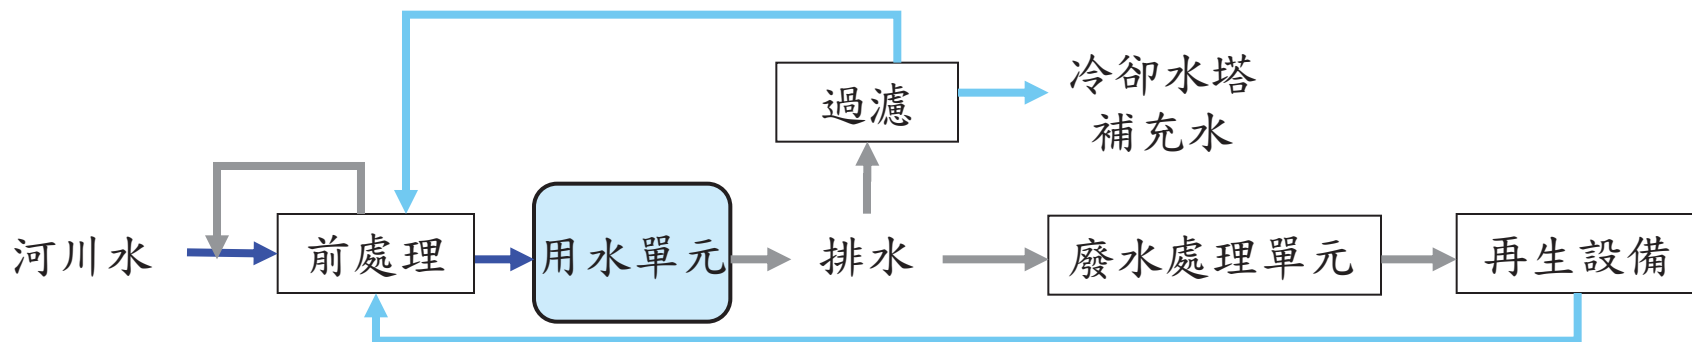 冷卻水塔
補充水
過濾
河川水
前處理
用水單元
排水
廢水處理單元
再生設備